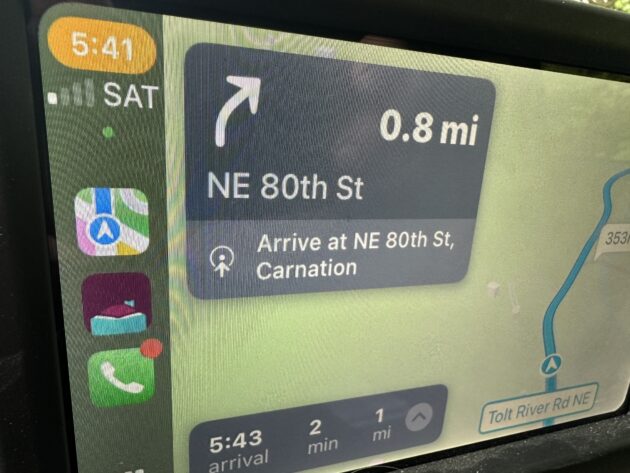 5:41
SAT
0.8 mi
NE 80th St
Arrive at NE 80th St,
Carnation
5:43 2 1
arrival min mi
Tolt River Rd NE